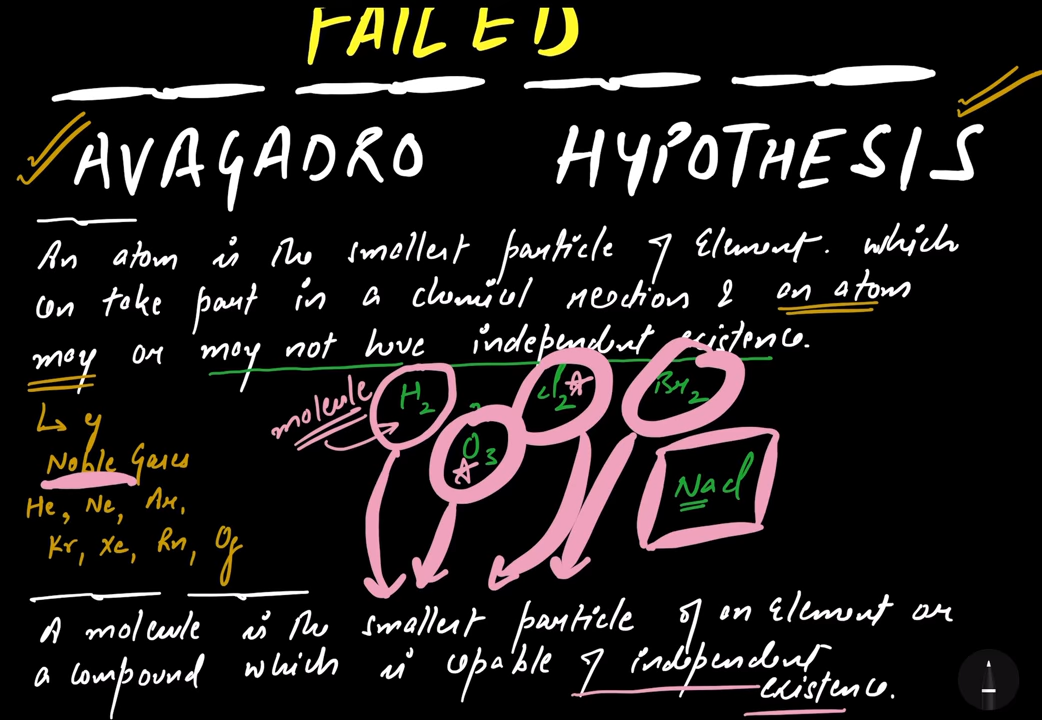 FAILED
AVAGADRO HYPOTHESIS
An atom is the smallest particle of Element. which
can take part in a chemical reaction & an atom
may or may not have independent existence.
↳ eg
Noble Gases
He, Ne, Ar,
Kr, Xe, Rn, Og
molecule
H2
O3
Cl2
Br2
NaCl
A molecule is the smallest particle of an Element or
a compound which is capable of independent
existence.